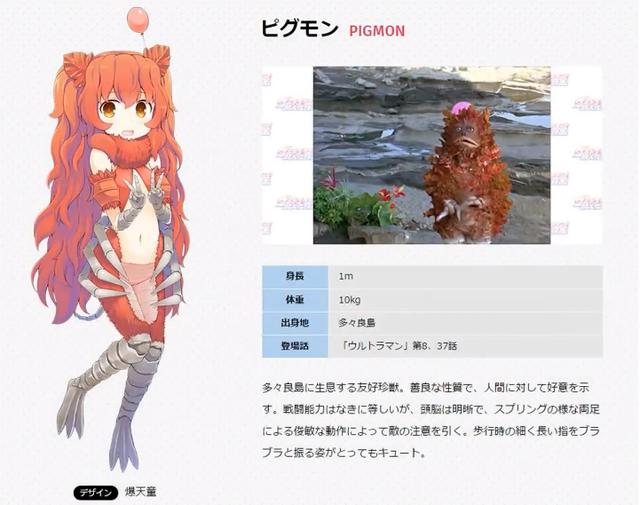 ピグモン PIGMON
身長 1m
体重 10kg
出身地 多々良島
登場話 「ウルトラマン」第8、37話
多々良島に生息する友好珍獣。善良な性質で、人間に対して好意を示
す。戦闘能力はなきに等しいが、頭脳は明晰で、スプリングの様な両足
による俊敏な動作によって敵の注意を引く。歩行時の細く長い指をブラ
ブラと振る姿がとってもキュート。
デザイン 爆天童